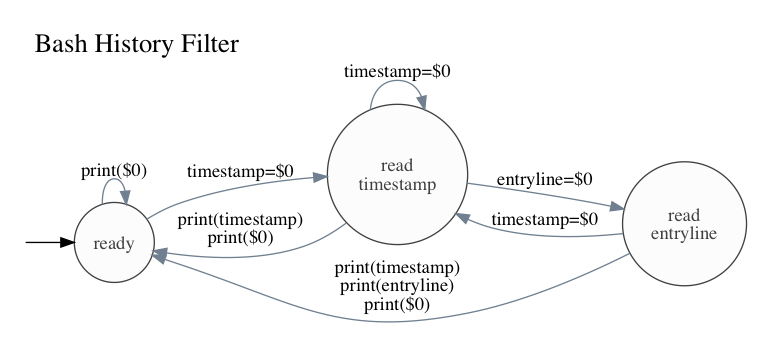 Bash History Filter
timestamp=$0
print($0)
timestamp=$0
read
timestamp
entryline=$0
print(timestamp)
print($0)
timestamp=$0
read
entryline
ready
print(timestamp)
print(entryline)
print($0)